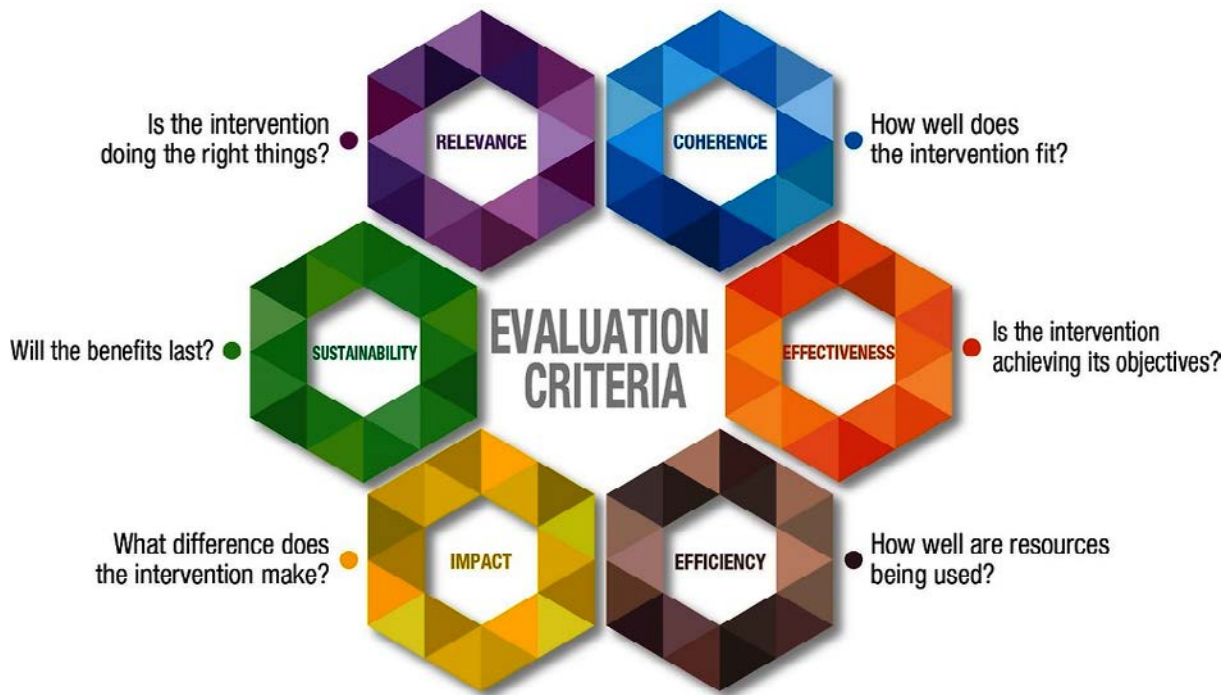 Is the intervention
doing the right things?
RELEVANCE
COHERENCE
How well does
the intervention fit?
Will the benefits last?
SUSTAINABILITY
EVALUATION
CRITERIA
EFFECTIVENESS
Is the intervention
achieving its objectives?
What difference does
the intervention make?
IMPACT
EFFICIENCY
How well are resources
being used?